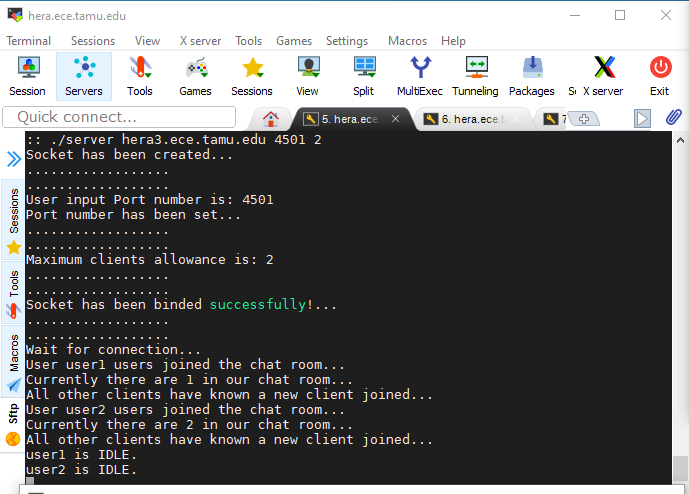 hera.ece.tamu.edu
Terminal Sessions View X server Tools Games Settings Macros Help
Session Servers Tools Games Sessions View Split MultiExec Tunneling Packages X server Exit
Quick connect...
5. hera.ece
6. hera.ece.t
7
Sessions
Tools
Macros
Sftp
:: ./server hera3.ece.tamu.edu 4501 2
Socket has been created...
..................
..................
User input Port number is: 4501
Port number has been set...
..................
..................
Maximum clients allowance is: 2
..................
..................
Socket has been binded successfully!...
..................
..................
Wait for connection...
User user1 users joined the chat room...
Currently there are 1 in our chat room...
All other clients have known a new client joined...
User user2 users joined the chat room...
Currently there are 2 in our chat room...
All other clients have known a new client joined...
user1 is IDLE.
user2 is IDLE.